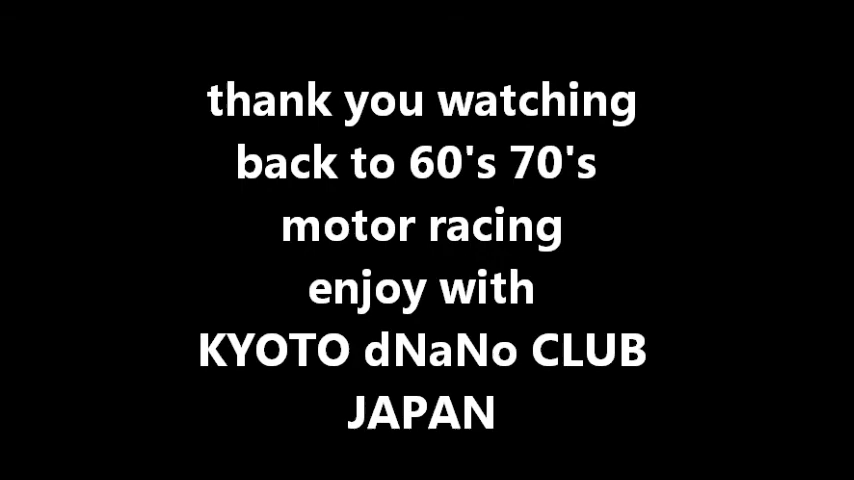 thank you watching
back to 60's 70's
motor racing
enjoy with
KYOTO dNaNo CLUB
JAPAN